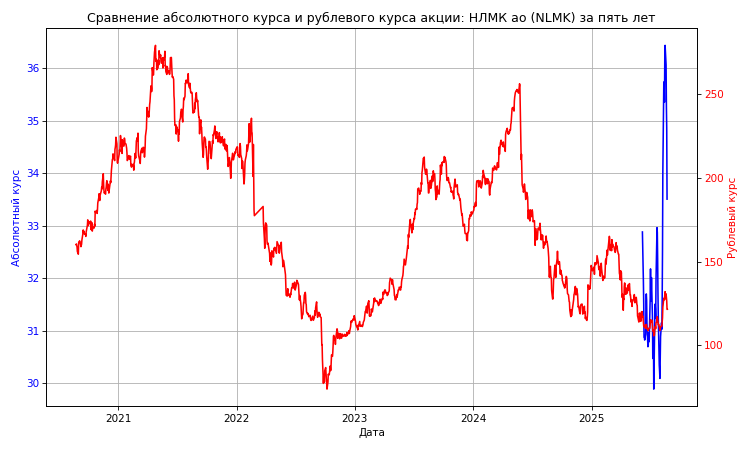 Сравнение абсолютного курса и рублевого курса акции: НЛМК ао (NLMK) за пять лет
36
35
34
33
32
31
30
Абсолютный курс
250
200
150
100
Рублевый курс
2021 2022 2023 2024 2025
Дата